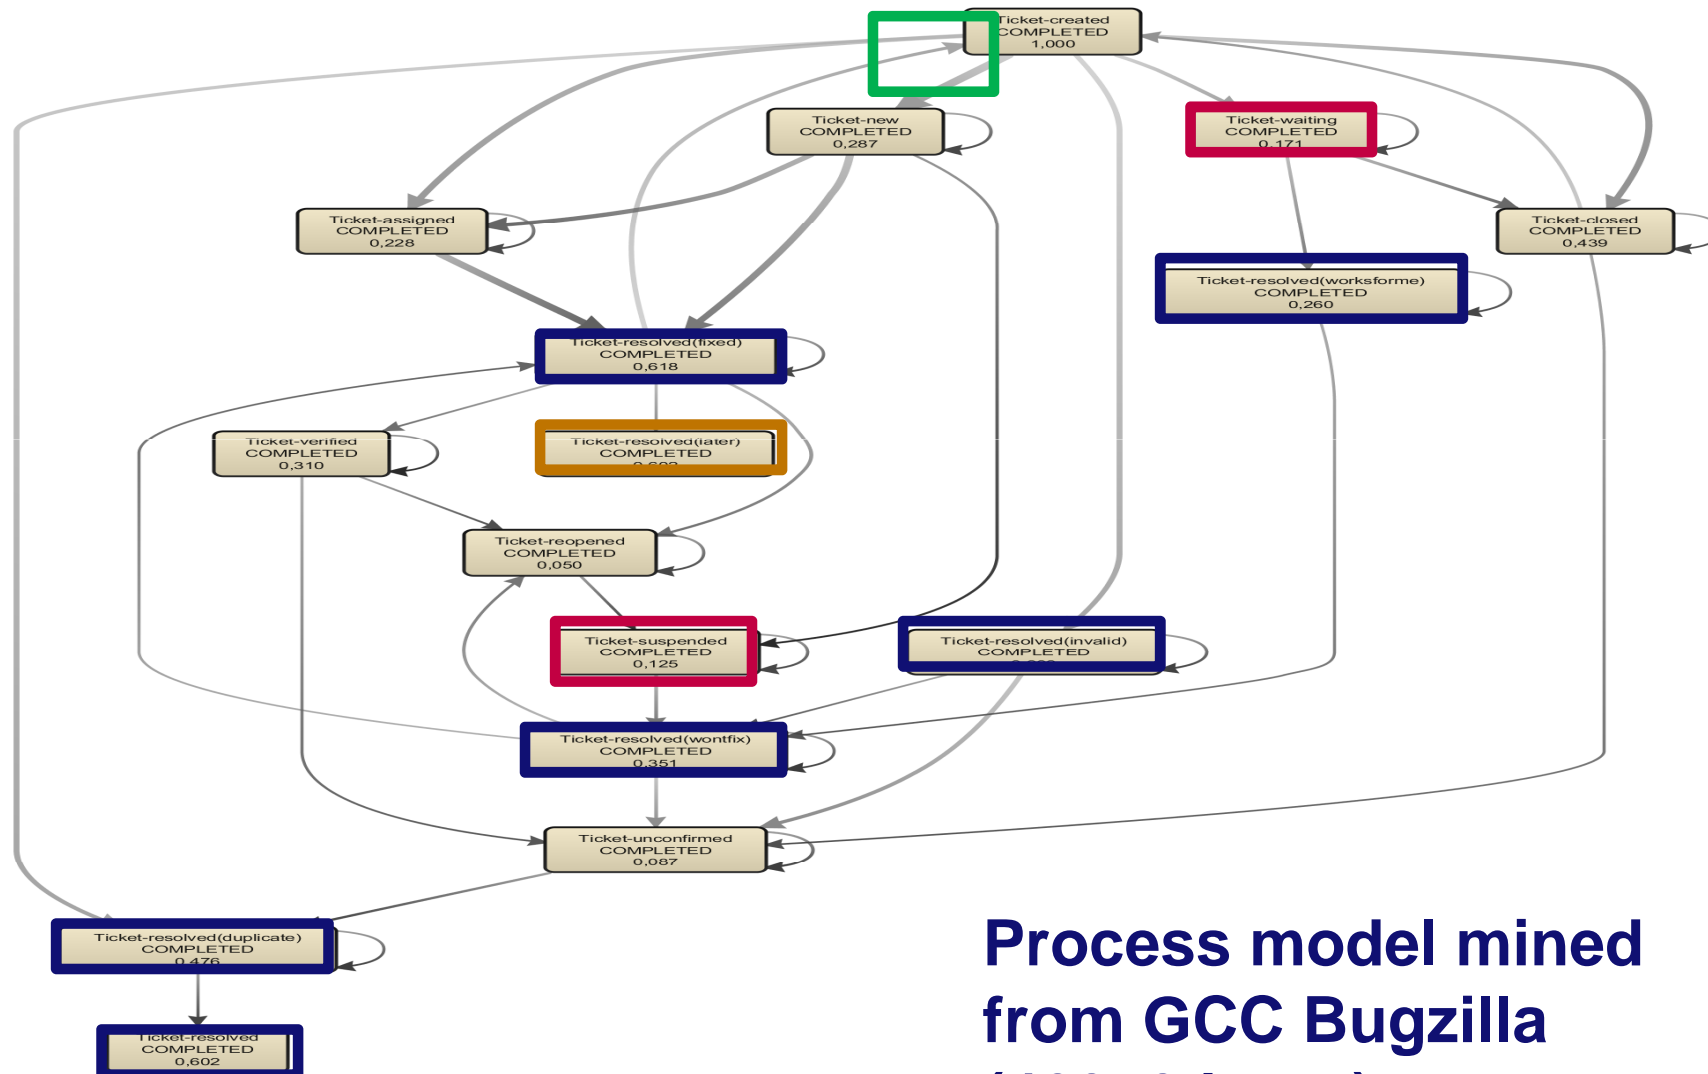 Ticket-created
COMPLETED
1,000
Ticket-new
COMPLETED
0,287
Ticket-waiting
COMPLETED
0,171
Ticket-assigned
COMPLETED
0,228
Ticket-closed
COMPLETED
0,439
Ticket-resolved(worksforme)
COMPLETED
0,260
Ticket-resolved(fixed)
COMPLETED
0,618
Ticket-verified
COMPLETED
0,310
Ticket-resolved(later)
COMPLETED
Ticket-reopened
COMPLETED
0,050
Ticket-suspended
COMPLETED
0,125
Ticket-resolved(invalid)
COMPLETED
Ticket-resolved(wontfix)
COMPLETED
0,351
Ticket-unconfirmed
COMPLETED
0,087
Ticket-resolved(duplicate)
COMPLETED
0,476
Ticket-resolved
COMPLETED
0,602
Process model mined
from GCC Bugzilla